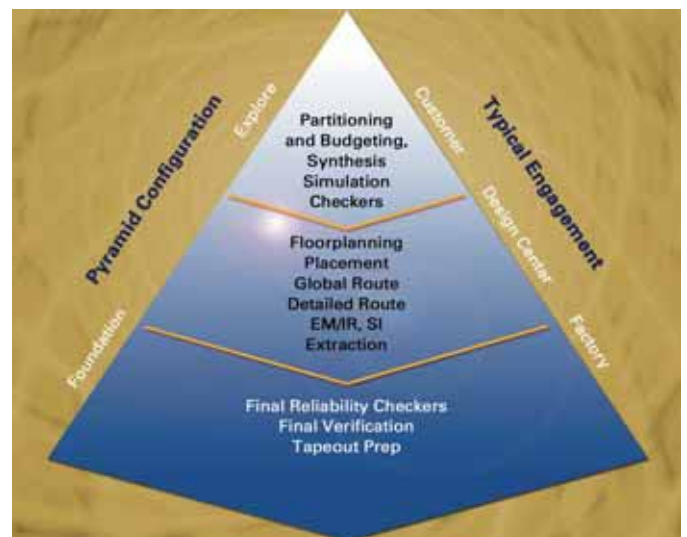 Pyramid Configuration
Explore
Foundation
Partitioning
and Budgeting,
Synthesis
Simulation
Checkers
Floorplanning
Placement
Global Route
Detailed Route
EM/IR, SI
Extraction
Final Reliability Checkers
Final Verification
Tapeout Prep
Customer
Design Center
Factory
Typical Engagement